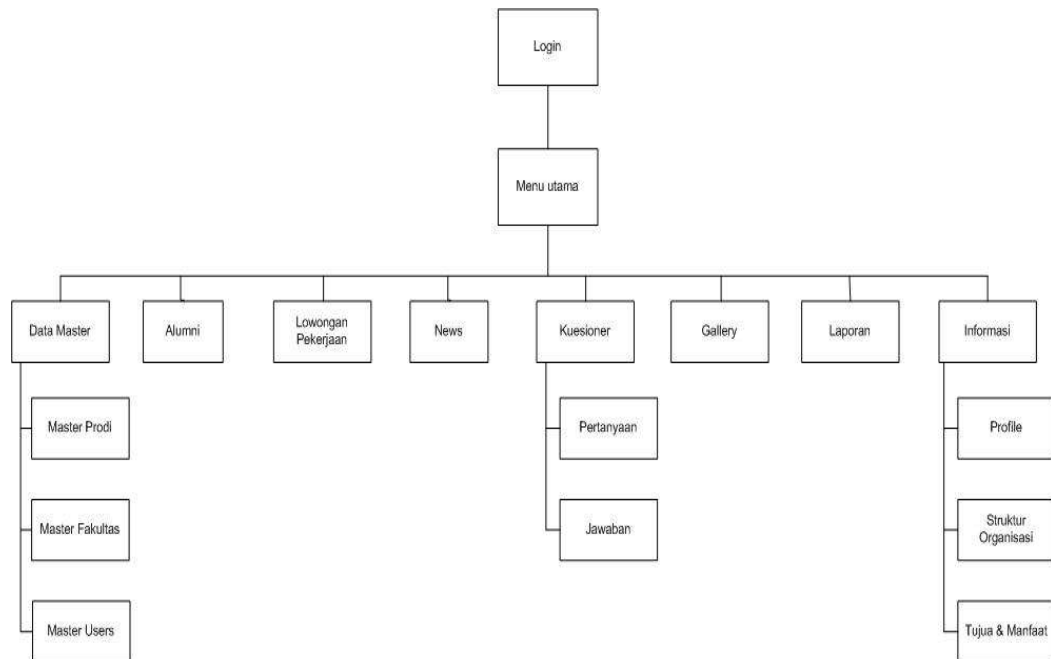 Login
Menu utama
Data Master
Alumni
Lowongan
Pekerjaan
News
Kuesioner
Gallery
Laporan
Informasi
Master Prodi
Pertanyaan
Profile
Master Fakultas
Jawaban
Struktur
Organisasi
Master Users
Tujua & Manfaat